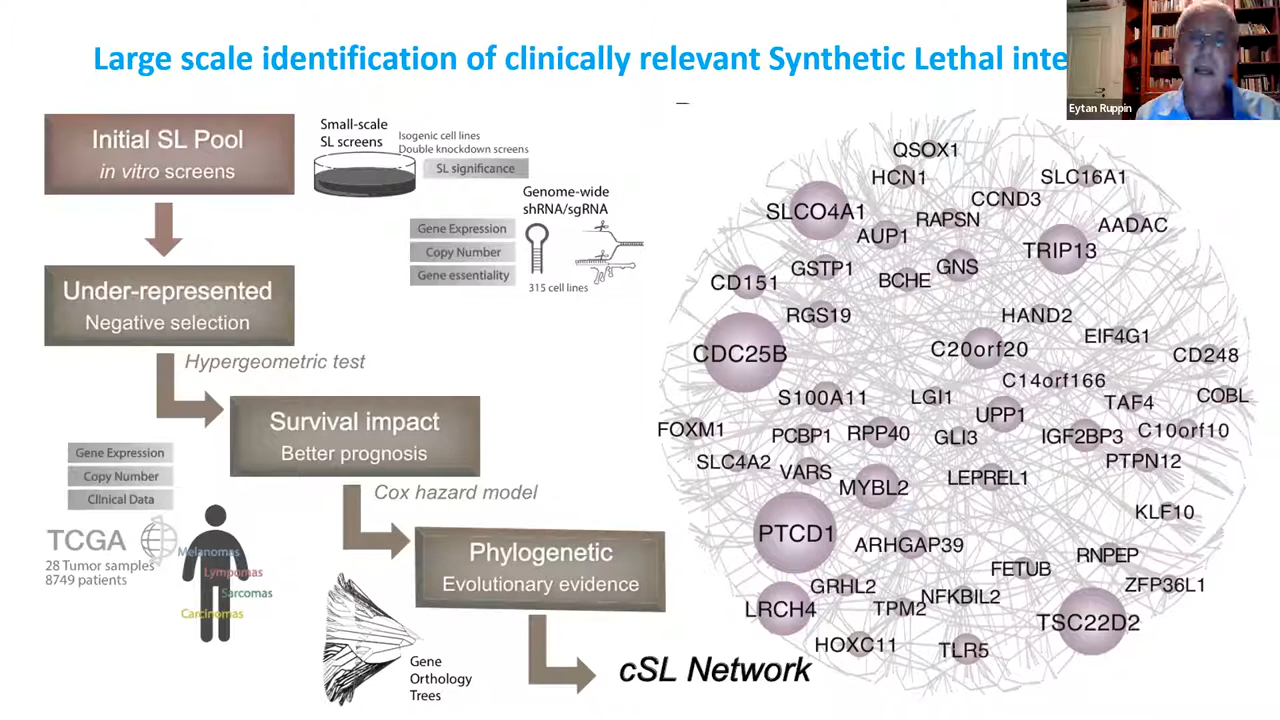 Large scale identification of clinically relevant Synthetic Lethal inte
Eytan Ruppin
Initial SL Pool
in vitro screens
Small-scale
SL screens
Isogenic cell lines
Double knockdown screens
SL significance
Genome-wide
shRNA/sgRNA
Gene Expression
Copy Number
Gene essentiality
315 cell lines
Under-represented
Negative selection
Hypergeometric test
Survival impact
Better prognosis
Gene Expression
Copy Number
Clinical Data
Cox hazard model
TCGA
28 Tumor samples
8749 patients
Melanomas
Lympomas
Sarcomas
Carcinomas
Phylogenetic
Evolutionary evidence
Gene
Orthology
Trees
cSL Network
QSOX1
HCN1
SLC16A1
CCND3
SLCO4A1
RAPSN
AADAC
AUP1
TRIP13
GSTP1
GNS
CD151
BCHE
RGS19
HAND2
EIF4G1
CDC25B
C20orf20
CD248
C14orf166
S100A11
LGI1
COBL
TAF4
UPP1
FOXM1
PCBP1
RPP40
GLI3
IGF2BP3
C10orf10
SLC4A2
VARS
PTPN12
LEPREL1
MYBL2
KLF10
PTCD1
ARHGAP39
RNPEP
FETUB
GRHL2
NFKBIL2
ZFP36L1
LRCH4
TPM2
TSC22D2
HOXC11
TLR5